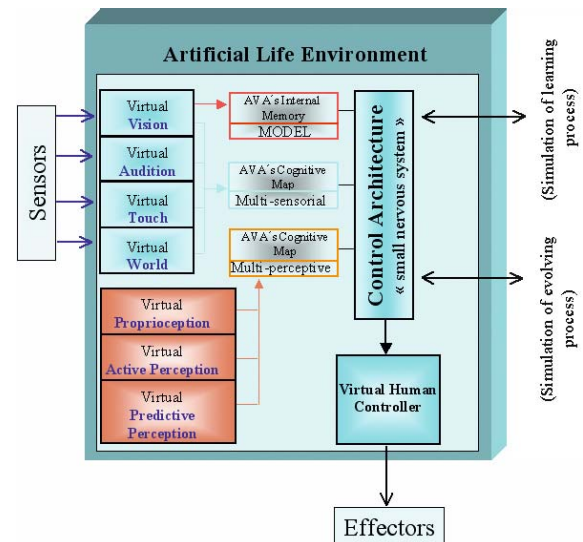 Artificial Life Environment
Sensors
Virtual
Vision
Virtual
Audition
Virtual
Touch
Virtual
World
Virtual
Proprioception
Virtual
Active Perception
Virtual
Predictive
Perception
AVA´s Internal
Memory
MODEL
AVA´s Cognitive
Map
Multi-sensorial
AVA´s Cognitive
Map
Multi-perceptive
Control Architecture
« small nervous system »
Virtual Human
Controller
Effectors
(Simulation of learning
process)
(Simulation of evolving
process)